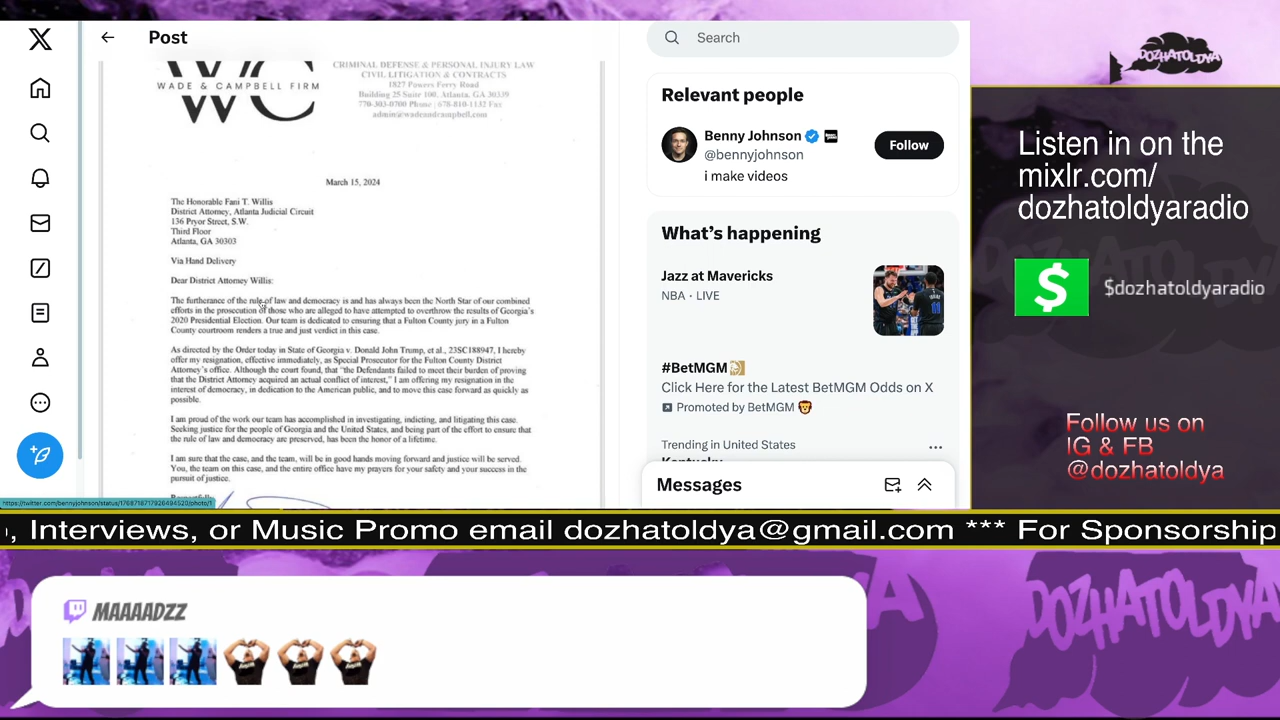 Post
WC
WADE & CAMPBELL FIRM
CRIMINAL DEFENSE & PERSONAL INJURY LAW
CIVIL LITIGATION & CONTRACTS
1827 Powers Ferry Road
Building 25 Suite 100, Atlanta, GA 30339
770-303-0700 Phone | 678-810-1132 Fax
admin@wadeandcampbell.com
March 15, 2024
The Honorable Fani T. Willis
District Attorney, Atlanta Judicial Circuit
136 Pryor Street, S.W.
Third Floor
Atlanta, GA 30303
Via Hand Delivery
Dear District Attorney Willis:
The furtherance of the rule of law and democracy is and has always been the North Star of our combined
efforts in the prosecution of those who are alleged to have attempted to overthrow the results of Georgia's
2020 Presidential Election. Our team is dedicated to ensuring that a Fulton County jury in a Fulton
County courtroom renders a true and just verdict in this case.
As directed by the Order today in State of Georgia v. Donald John Trump, et al., 23SC188947, I hereby
offer my resignation, effective immediately, as Special Prosecutor for the Fulton County District
Attorney's office. Although the court found, that "the Defendants failed to meet their burden of proving
that the District Attorney acquired an actual conflict of interest," I am offering my resignation in the
interest of democracy, in dedication to the American public, and to move this case forward as quickly as
possible.
I am proud of the work our team has accomplished in investigating, indicting, and litigating this case.
Seeking justice for the people of Georgia and the United States, and being part of the effort to ensure that
the rule of law and democracy are preserved, has been the honor of a lifetime.
I am sure that the case, and the team, will be in good hands moving forward and justice will be served.
You, the team on this case, and the entire office have my prayers for your safety and your success in the
pursuit of justice.
Respectfully,
https://twitter.com/bennyjohnson/status/1768718717926494520/photo/1
Search
Relevant people
Benny Johnson
@bennyjohnson
i make videos
Follow
What's happening
Jazz at Mavericks
NBA · LIVE
#BetMGM
Click Here for the Latest BetMGM Odds on X
Promoted by BetMGM
Trending in United States
Kentucky
Messages
DOZHATOLDYA
Listen in on the
mixlr.com/
dozhatoldyaradio
$dozhatoldyaradio
Follow us on
IG & FB
@dozhatoldya
, Interviews, or Music Promo email dozhatoldya@gmail.com *** For Sponsorship
MAAAADZZ
DOZHATOLDYA